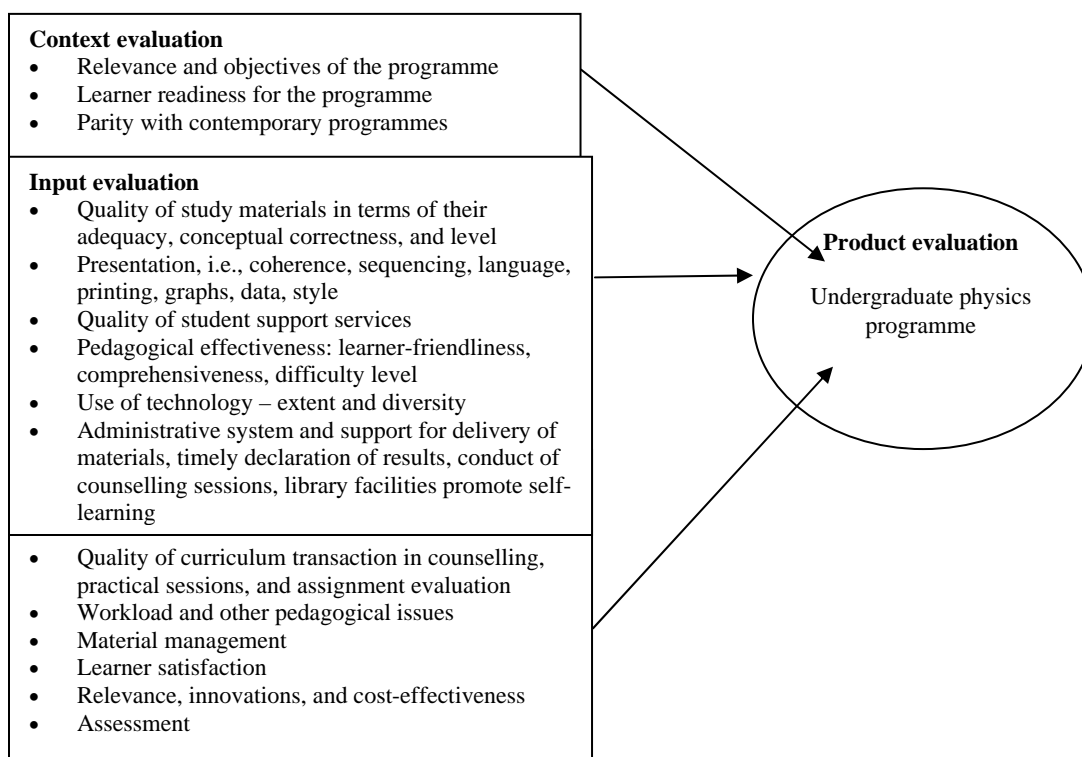 Context evaluation
• Relevance and objectives of the programme
• Learner readiness for the programme
• Parity with contemporary programmes
Input evaluation
• Quality of study materials in terms of their
adequacy, conceptual correctness, and level
• Presentation, i.e., coherence, sequencing, language,
printing, graphs, data, style
• Quality of student support services
• Pedagogical effectiveness: learner-friendliness,
comprehensiveness, difficulty level
• Use of technology – extent and diversity
• Administrative system and support for delivery of
materials, timely declaration of results, conduct of
counselling sessions, library facilities promote self-
learning
• Quality of curriculum transaction in counselling,
practical sessions, and assignment evaluation
• Workload and other pedagogical issues
• Material management
• Learner satisfaction
• Relevance, innovations, and cost-effectiveness
• Assessment
Product evaluation
Undergraduate physics
programme